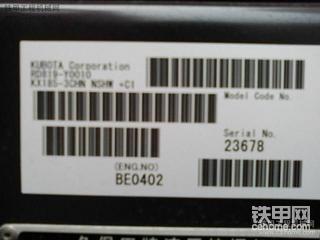 KUBOTA Corporation
RD819-Y0010
KX185-3CHN NSHW +C1
Model Code No.
Serial No.
23678
(ENG.NO)
BE0402
铁甲网
cehome.com